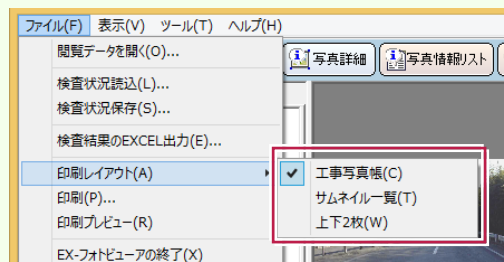 ファイル(F) 表示(V) ツール(T) ヘルプ(H)
閲覧データを開く(O)...
写真詳細 写真情報リスト
検査状況読込(L)...
検査状況保存(S)...
検査結果のEXCEL出力(E)...
印刷レイアウト(A)
工事写真帳(C)
印刷(P)...
サムネイル一覧(T)
印刷プレビュー(R)
上下2枚(W)
EX-フォトビューアの終了(X)